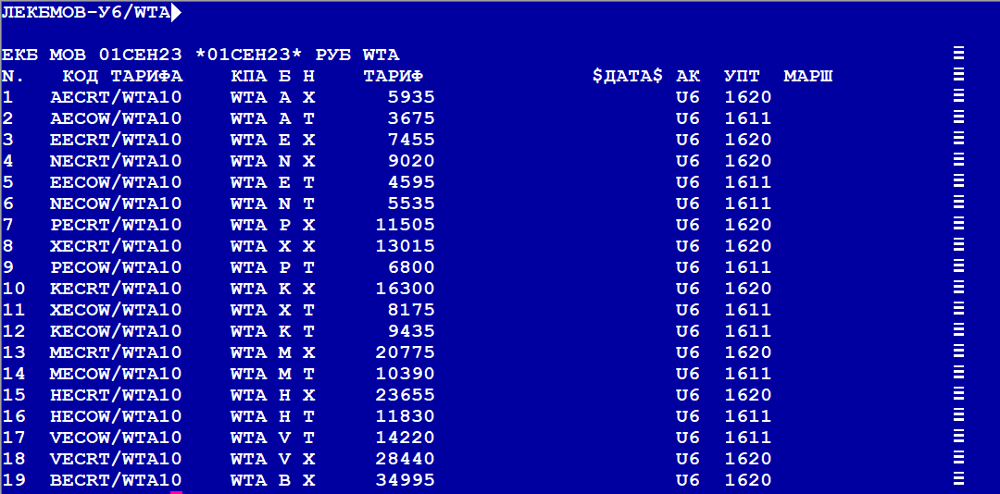 ЛЕКБМОВ-У6/WTA
ЕКБ МОВ 01СЕН23 *01СЕН23* РУБ WTA
N. КОД ТАРИФА КПА Б Н ТАРИФ $ДАТА$ АК УПТ МАРШ
1 AECRT/WTA10 WTA A X 5935 U6 1620
2 AECOW/WTA10 WTA A T 3675 U6 1611
3 EECRT/WTA10 WTA E X 7455 U6 1620
4 NECRT/WTA10 WTA N X 9020 U6 1620
5 EECOW/WTA10 WTA E T 4595 U6 1611
6 NECOW/WTA10 WTA N T 5535 U6 1611
7 PECRT/WTA10 WTA P X 11505 U6 1620
8 XECRT/WTA10 WTA X X 13015 U6 1620
9 PECOW/WTA10 WTA P T 6800 U6 1611
10 KECRT/WTA10 WTA K X 16300 U6 1620
11 XECOW/WTA10 WTA X T 8175 U6 1611
12 KECOW/WTA10 WTA K T 9435 U6 1611
13 MECRT/WTA10 WTA M X 20775 U6 1620
14 MECOW/WTA10 WTA M T 10390 U6 1611
15 HECRT/WTA10 WTA H X 23655 U6 1620
16 HECOW/WTA10 WTA H T 11830 U6 1611
17 VECOW/WTA10 WTA V T 14220 U6 1611
18 VECRT/WTA10 WTA V X 28440 U6 1620
19 BECRT/WTA10 WTA B X 34995 U6 1620